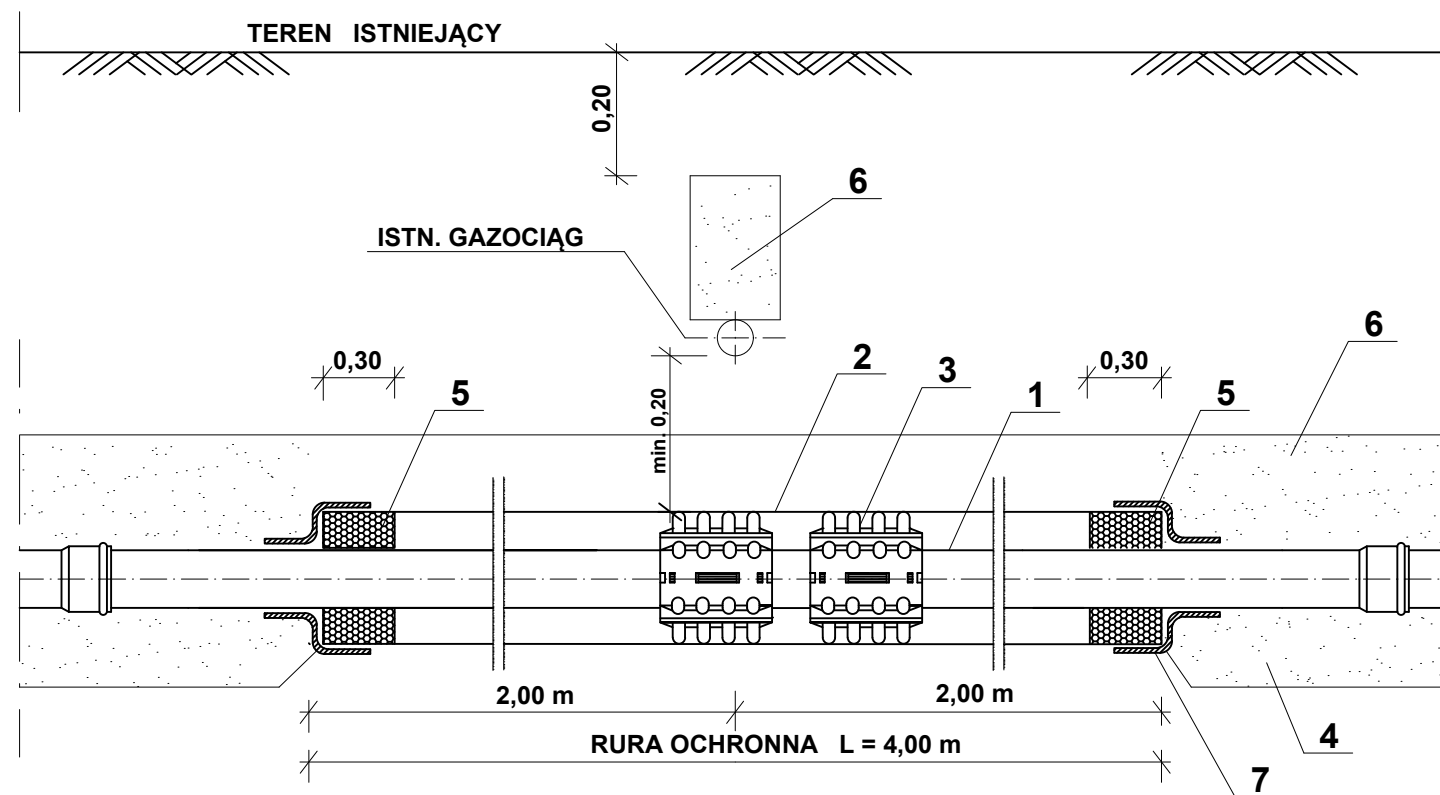 TEREN ISTNIEJĄCY
0,20
6
ISTN. GAZOCIĄG
6
0,30
2
0,30
3
5
1
5
min. 0,20
2,00 m
2,00 m
RURA OCHRONNA L = 4,00 m
4
7